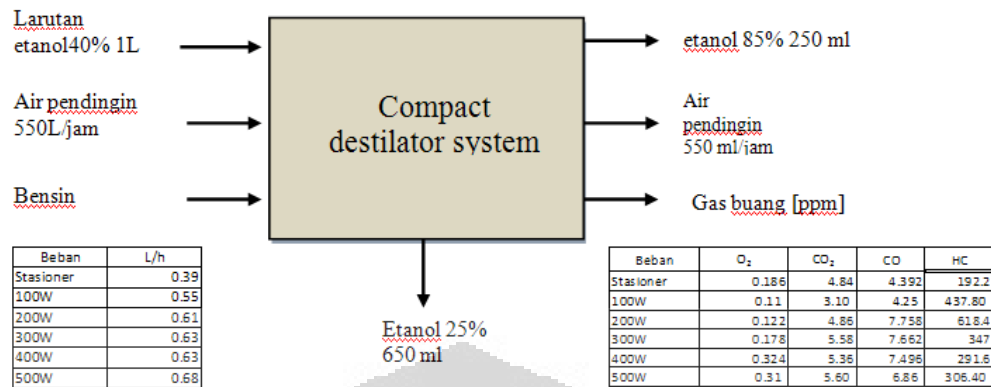 Larutan
etanol40% 1L
Air pendingin
550L/jam
Bensin
Compact
destilator system
etanol 85% 250 ml
Air
pendingin
550 ml/jam
Gas buang [ppm]
Etanol 25%
650 ml
Beban L/h
Stasioner 0.39
100W 0.55
200W 0.61
300W 0.63
400W 0.63
500W 0.68
Beban O₂ CO₂ CO HC
Stasioner 0.186 4.84 4.392 192.2
100W 0.11 3.10 4.25 437.80
200W 0.122 4.86 7.758 618.4
300W 0.178 5.58 7.662 347
400W 0.324 5.36 7.496 291.6
500W 0.31 5.60 6.86 306.40